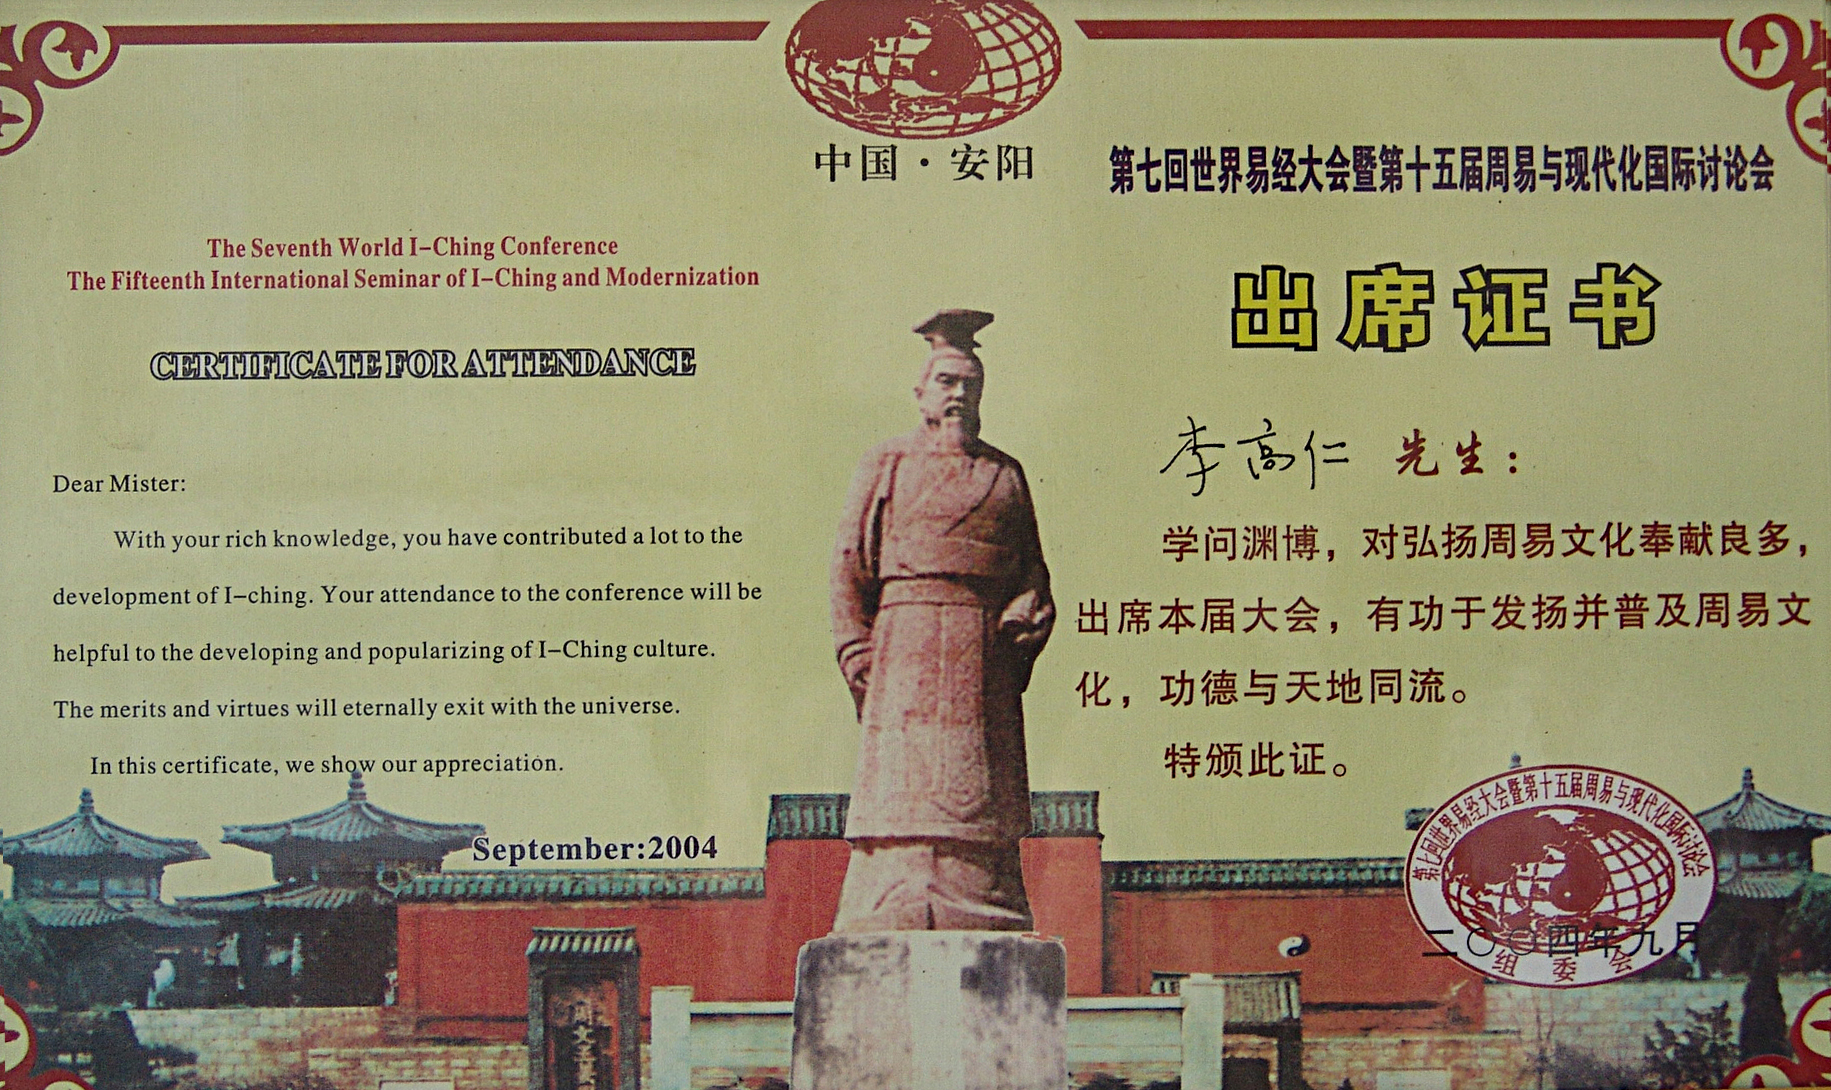 中国·安阳
The Seventh World I-Ching Conference
The Fifteenth International Seminar of I-Ching and Modernization
CERTIFICATE FOR ATTENDANCE
Dear Mister:
With your rich knowledge, you have contributed a lot to the
development of I-ching. Your attendance to the conference will be
helpful to the developing and popularizing of I-Ching culture.
The merits and virtues will eternally exit with the universe.
In this certificate, we show our appreciation.
September:2004
第七回世界易经大会暨第十五届周易与现代化国际讨论会
出席证书
李高仁 先生：
学问渊博，对弘扬周易文化奉献良多，
出席本届大会，有功于发扬并普及周易文
化，功德与天地同流。
特颁此证。
第七回世界易经大会暨第十五届周易与现代化国际讨论会
二〇〇四年九月
组委会
周文王